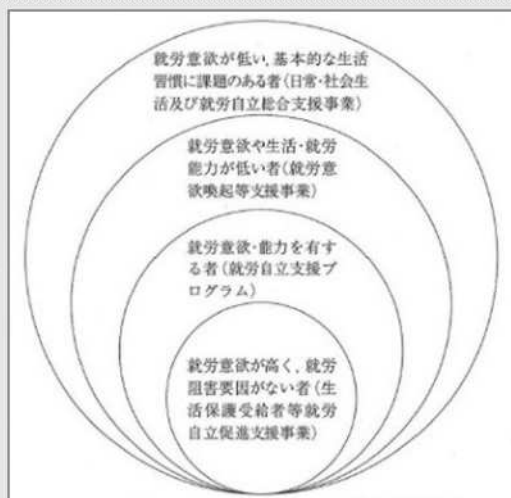 就労意欲が低い, 基本的な生活
習慣に課題のある者(日常・社会生
活及び就労自立総合支援事業)
就労意欲や生活・就労
能力が低い者(就労意
欲喚起等支援事業)
就労意欲・能力を有す
る者(就労自立支援プ
ログラム)
就労意欲が高く, 就労
阻害要因がない者(生
活保護受給者等就労
自立促進支援事業)